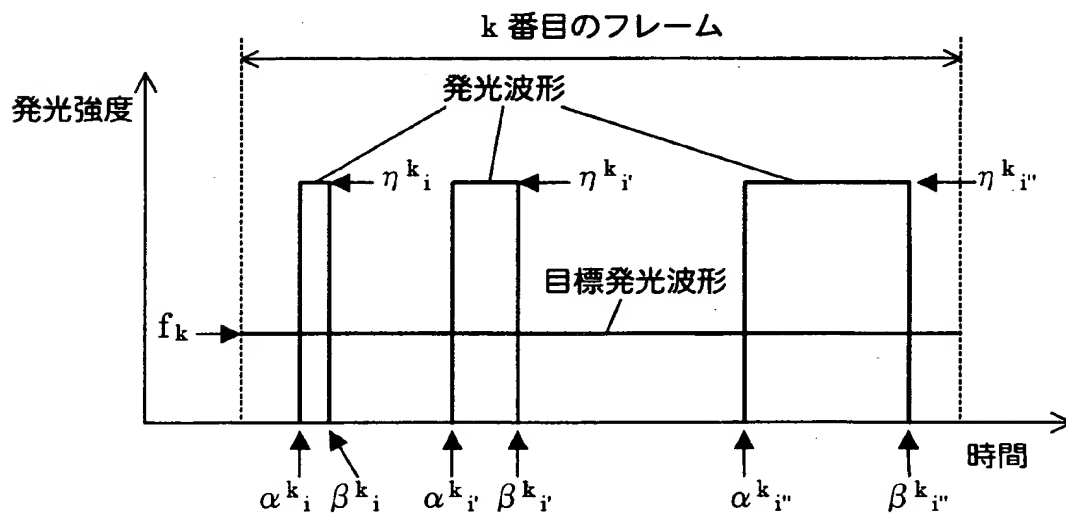 k 番目のフレーム
発光強度
発光波形
η^k_i
η^k_i'
η^k_i"
目標発光波形
f_k
時間
α^k_i
β^k_i
α^k_i'
β^k_i'
α^k_i"
β^k_i"